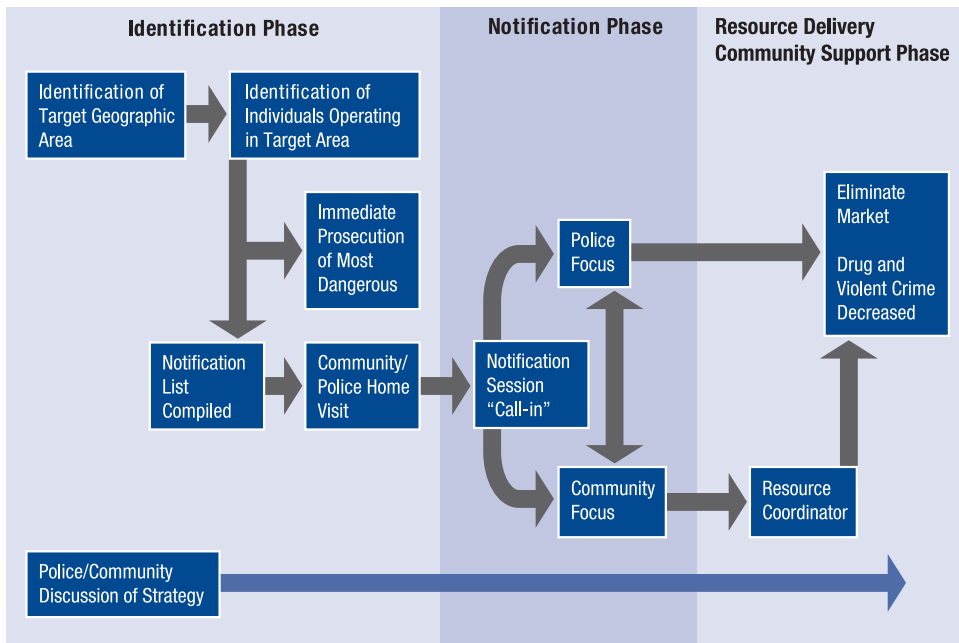 Identification Phase
Notification Phase
Resource Delivery
Community Support Phase
Identification of
Target Geographic
Area
Identification of
Individuals Operating
in Target Area
Immediate
Prosecution
of Most
Dangerous
Police
Focus
Eliminate
Market
Drug and
Violent Crime
Decreased
Notification
List
Compiled
Community/
Police Home
Visit
Notification
Session
“Call-in”
Community
Focus
Resource
Coordinator
Police/Community
Discussion of Strategy